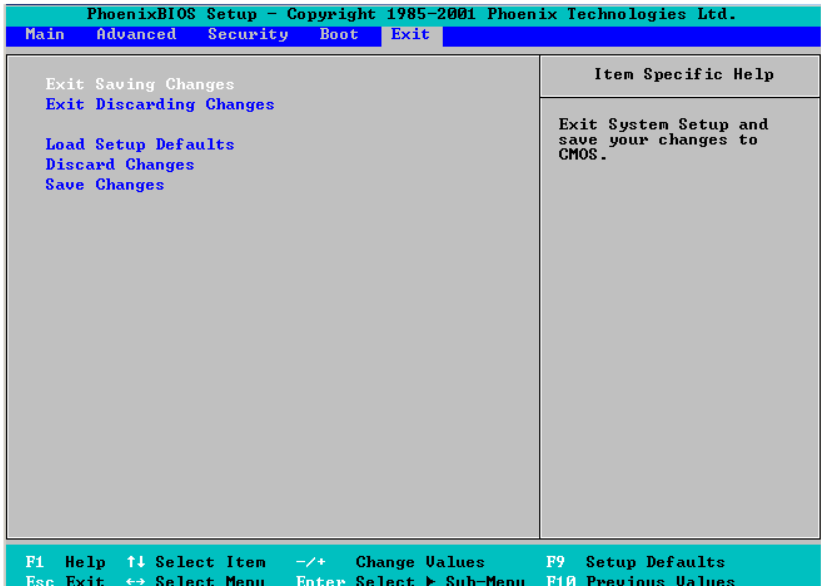 PhoenixBIOS Setup - Copyright 1985-2001 Phoenix Technologies Ltd.
Main Advanced Security Boot Exit
Exit Saving Changes
Exit Discarding Changes
Load Setup Defaults
Discard Changes
Save Changes
Item Specific Help
Exit System Setup and
save your changes to
CMOS.
F1 Help ↑↓ Select Item -/+ Change Values F9 Setup Defaults
Esc Exit ↔ Select Menu Enter Select ▶ Sub-Menu F10 Previous Values